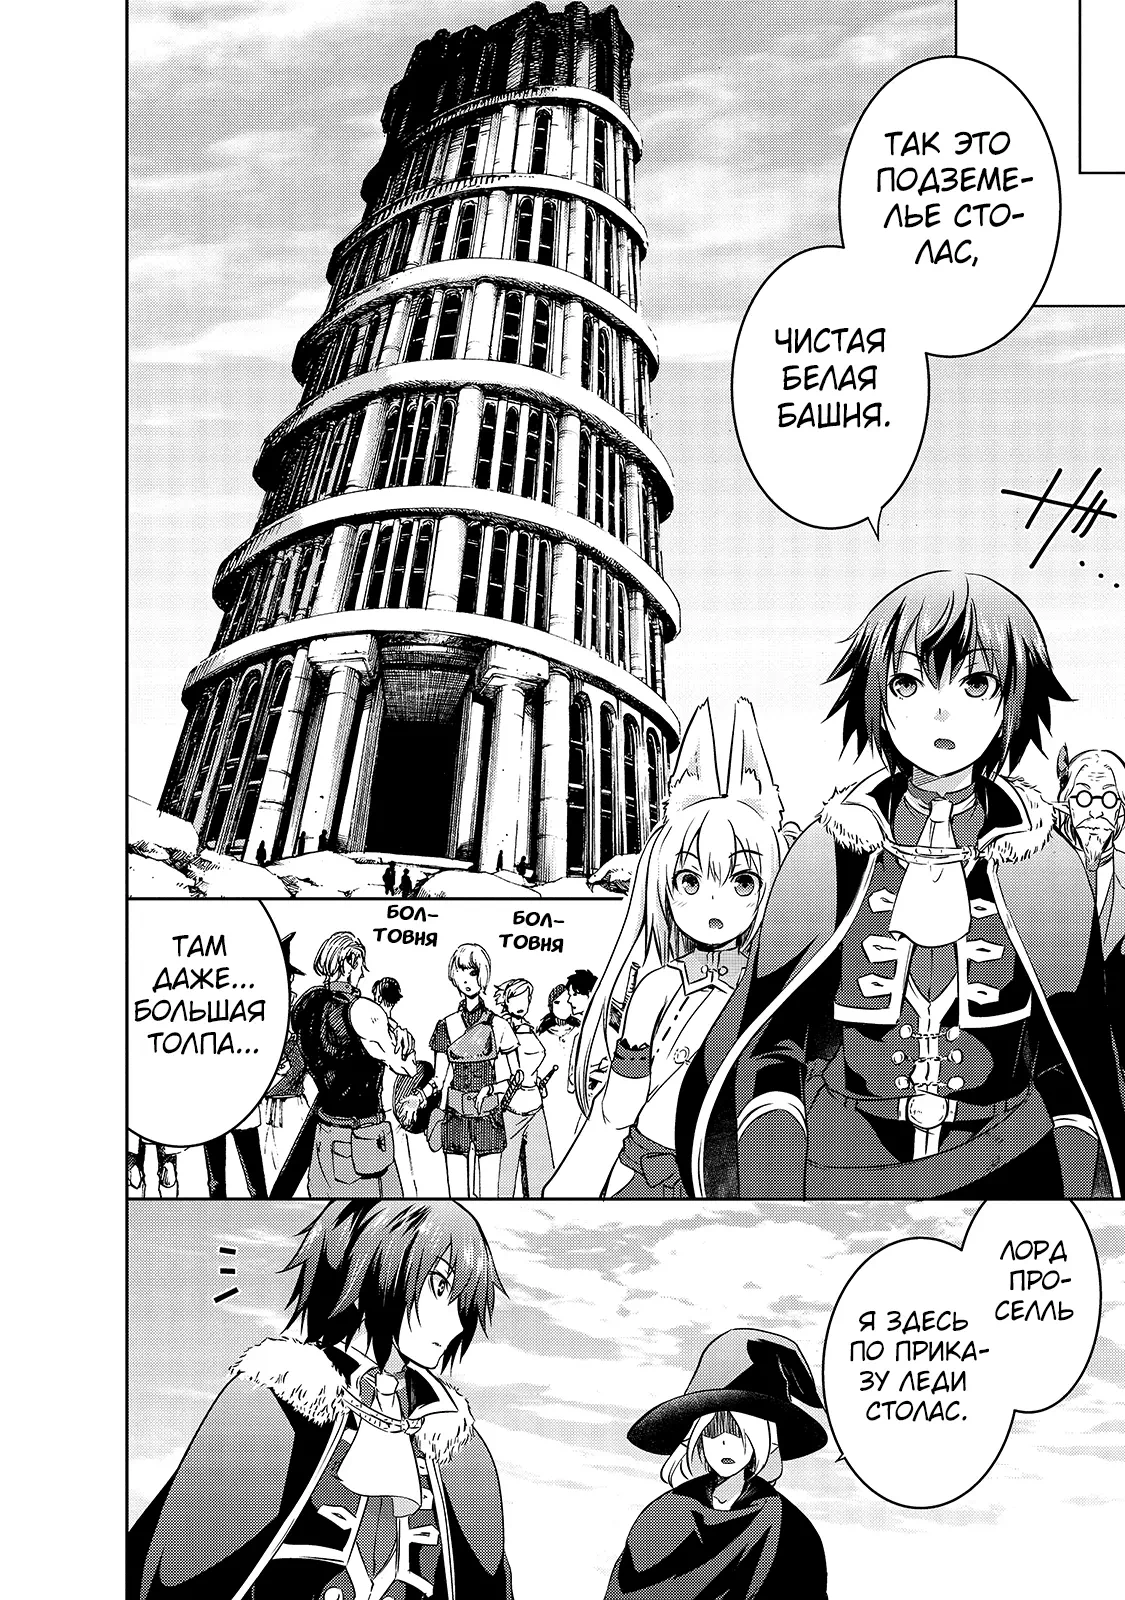 ТАК ЭТО
ПОДЗЕМЕ-
ЛЬЕ СТО-
ЛАС,
ЧИСТАЯ
БЕЛАЯ
БАШНЯ.
БОЛ-
ТОВНЯ
БОЛ-
ТОВНЯ
ТАМ
ДАЖЕ...
БОЛЬШАЯ
ТОЛПА...
ЛОРД
ПРО-
СЕЛЛЬ
Я ЗДЕСЬ
ПО ПРИКА-
ЗУ ЛЕДИ
СТОЛАС.